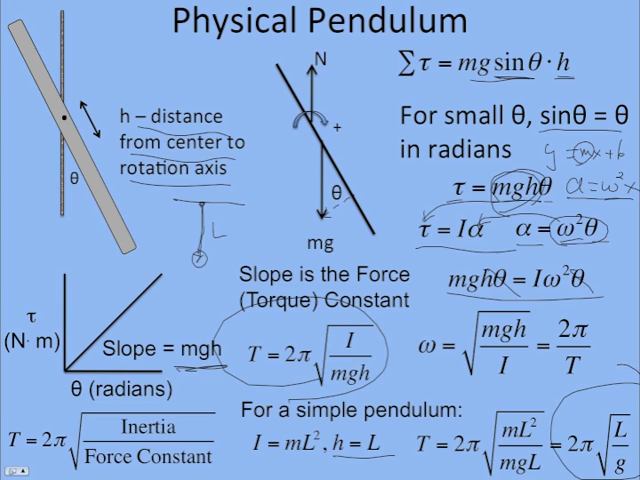 Physical Pendulum
N
∑τ = mg sinθ · h
h – distance
from center to
rotation axis
+
For small θ, sinθ = θ
in radians
y = mx+b
θ
θ
τ = mghθ
a=ω²x
L
mg
τ = Iα
α = ω²θ
Slope is the Force
(Torque) Constant
mghθ = Iω²θ
τ
(N· m)
Slope = mgh
T = 2π√(I/mgh)
ω = √(mgh/I) = 2π/T
θ (radians)
For a simple pendulum:
T = 2π√(Inertia/Force Constant)
I = mL², h = L
T = 2π√(mL²/mgL) = 2π√(L/g)